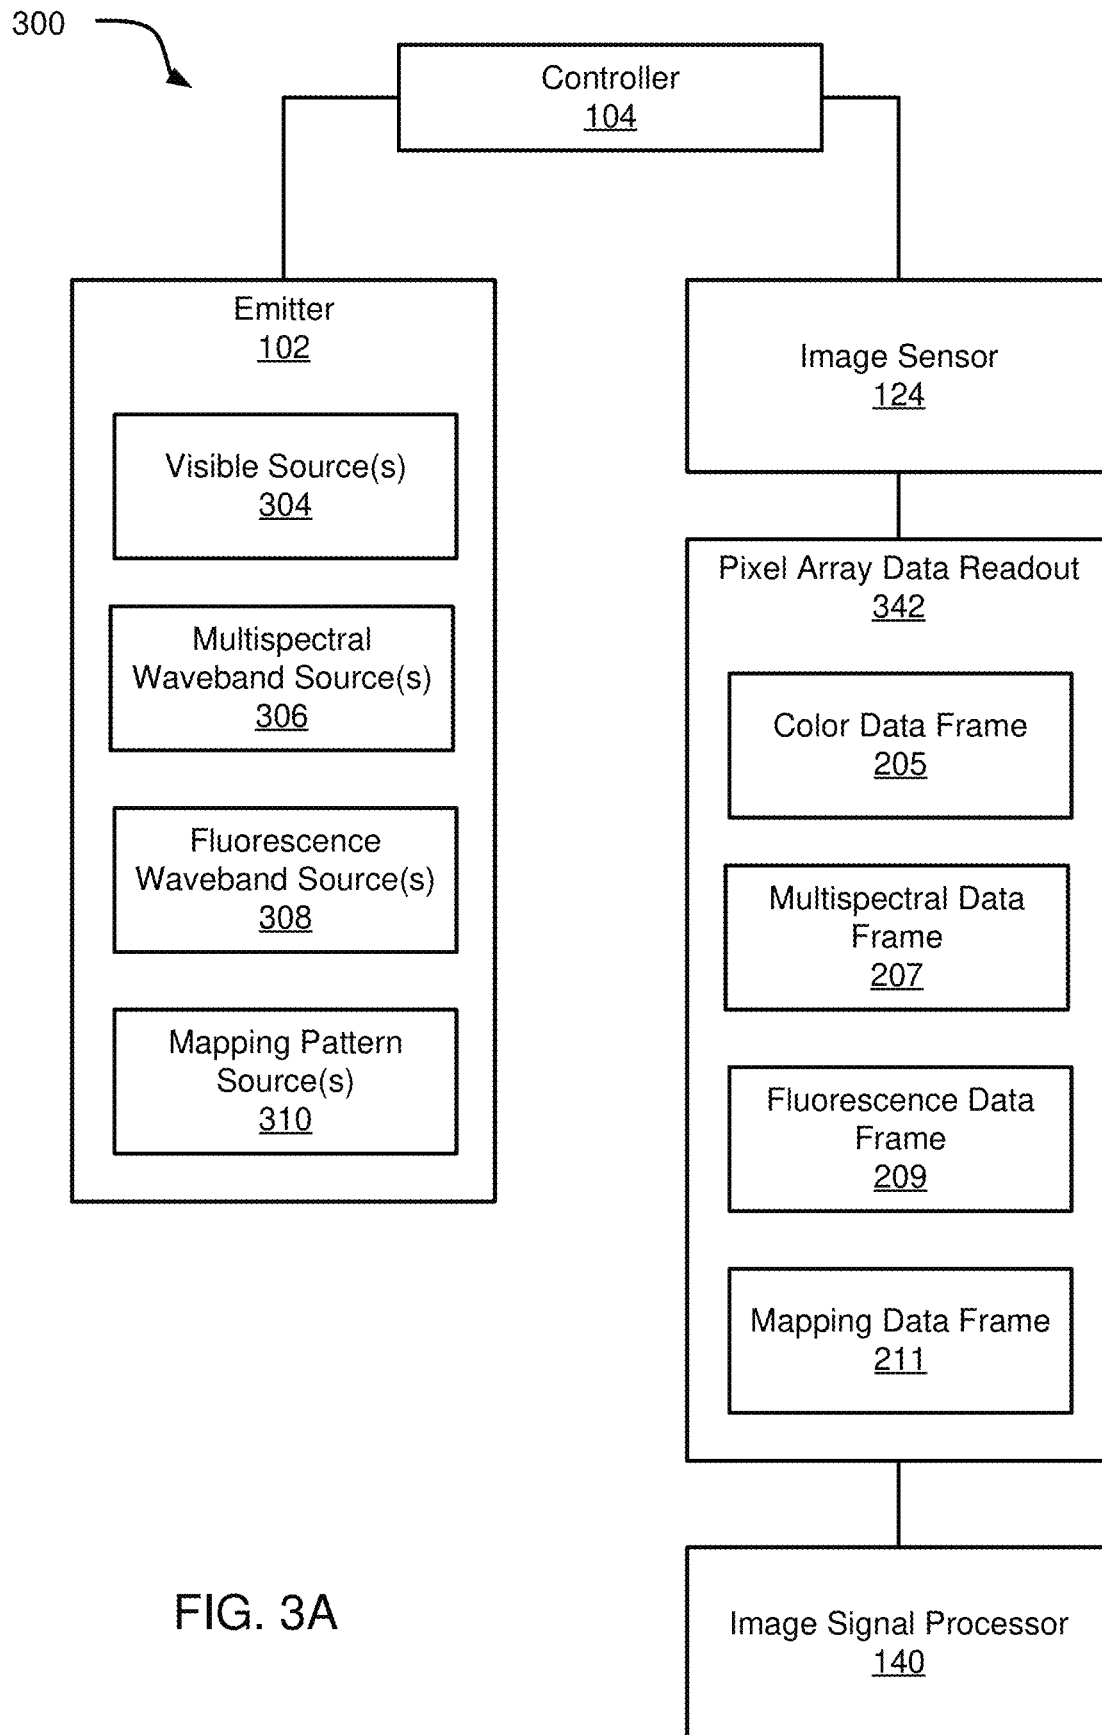 300
Controller
104
Emitter
102
Visible Source(s)
304
Multispectral
Waveband Source(s)
306
Fluorescence
Waveband Source(s)
308
Mapping Pattern
Source(s)
310
Image Sensor
124
Pixel Array Data Readout
342
Color Data Frame
205
Multispectral Data
Frame
207
Fluorescence Data
Frame
209
Mapping Data Frame
211
Image Signal Processor
140
FIG. 3A